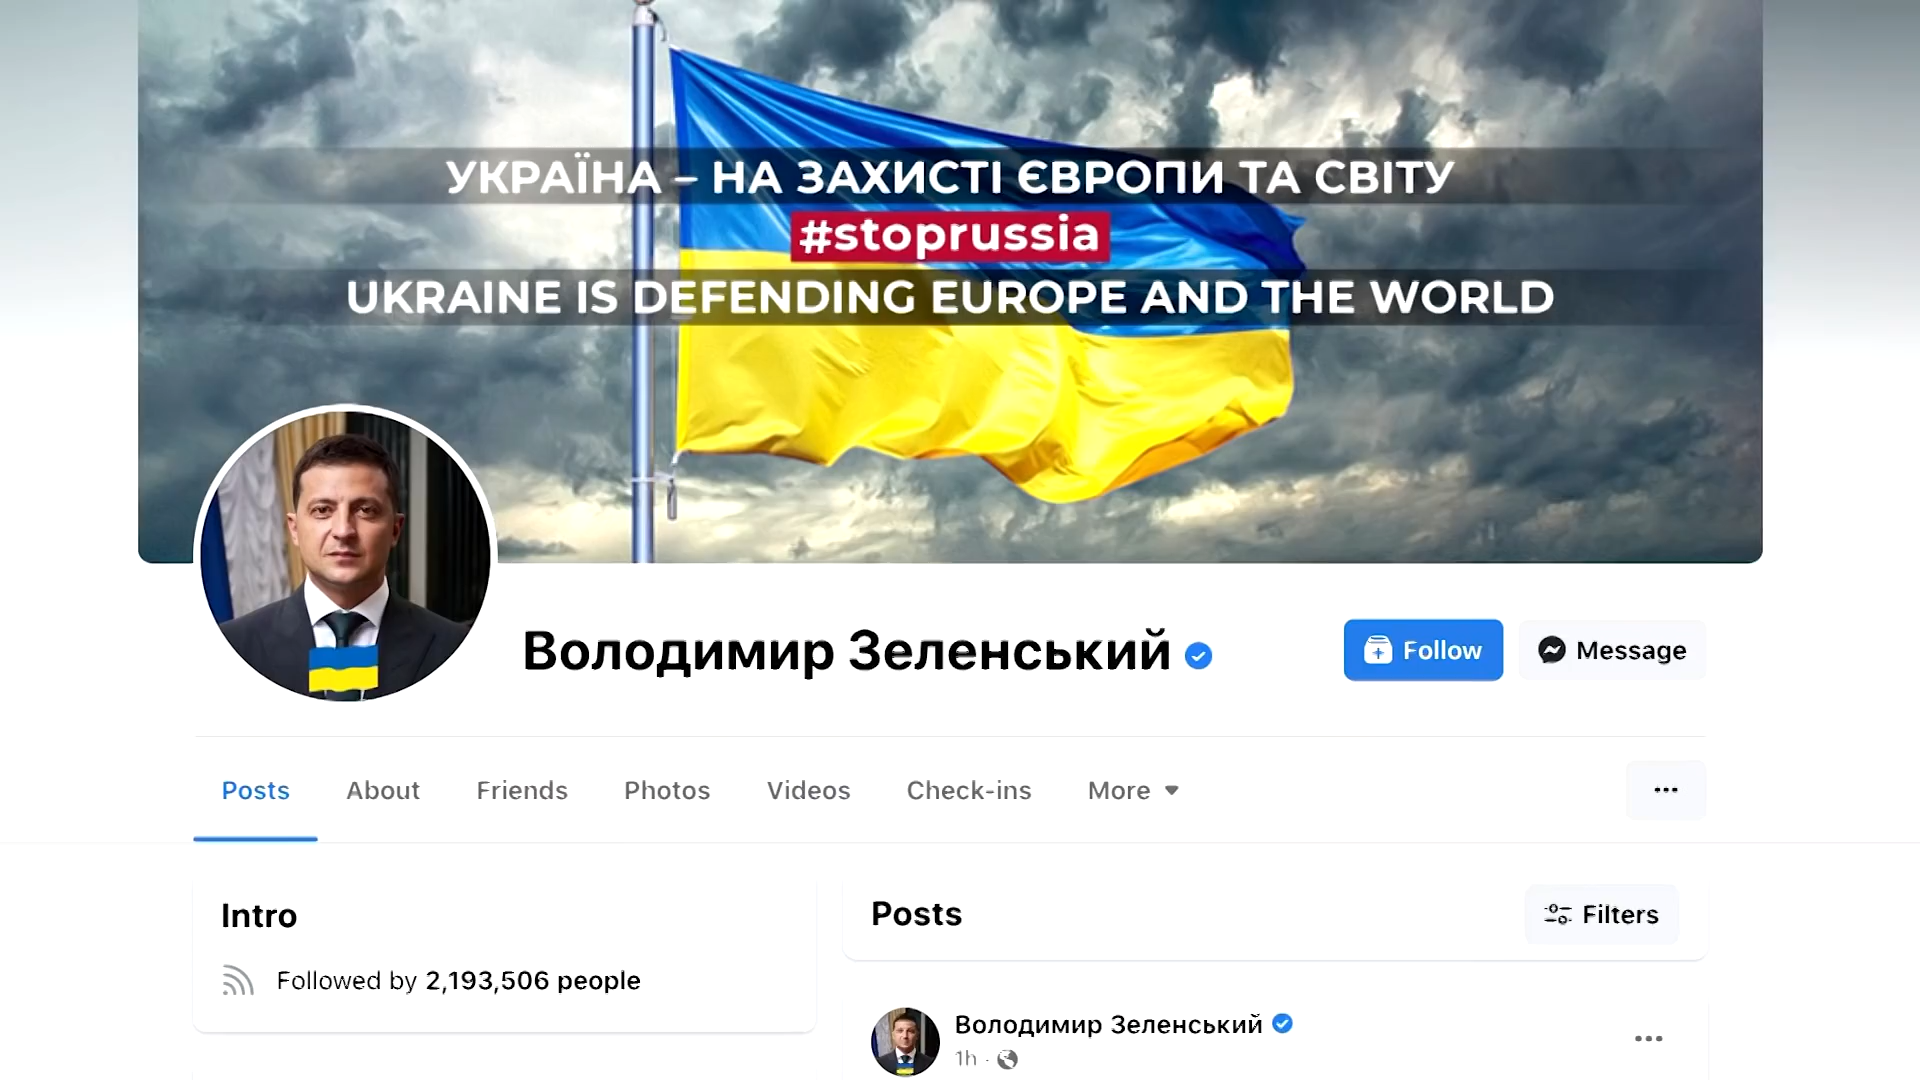 УКРАЇНА – НА ЗАХИСТІ ЄВРОПИ ТА СВІТУ
#stoprussia
UKRAINE IS DEFENDING EUROPE AND THE WORLD
Володимир Зеленський
Follow
Message
Posts
About
Friends
Photos
Videos
Check-ins
More
Intro
Followed by 2,193,506 people
Posts
Filters
Володимир Зеленський
1h ·